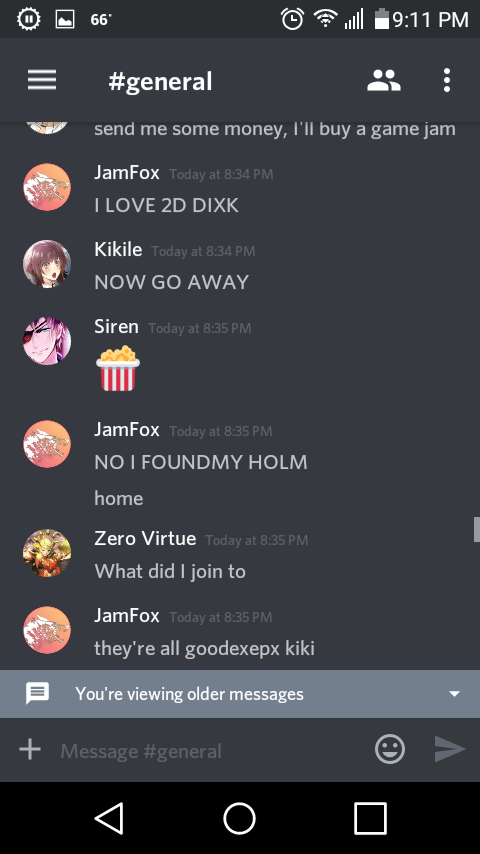 66°
9:11 PM
#general
send me some money, I'll buy a game jam
JamFox Today at 8:34 PM
I LOVE 2D DIXK
Kikile Today at 8:34 PM
NOW GO AWAY
Siren Today at 8:35 PM
JamFox Today at 8:35 PM
NO I FOUNDMY HOLM
home
Zero Virtue Today at 8:35 PM
What did I join to
JamFox Today at 8:35 PM
they're all goodexepx kiki
You're viewing older messages
Message #general